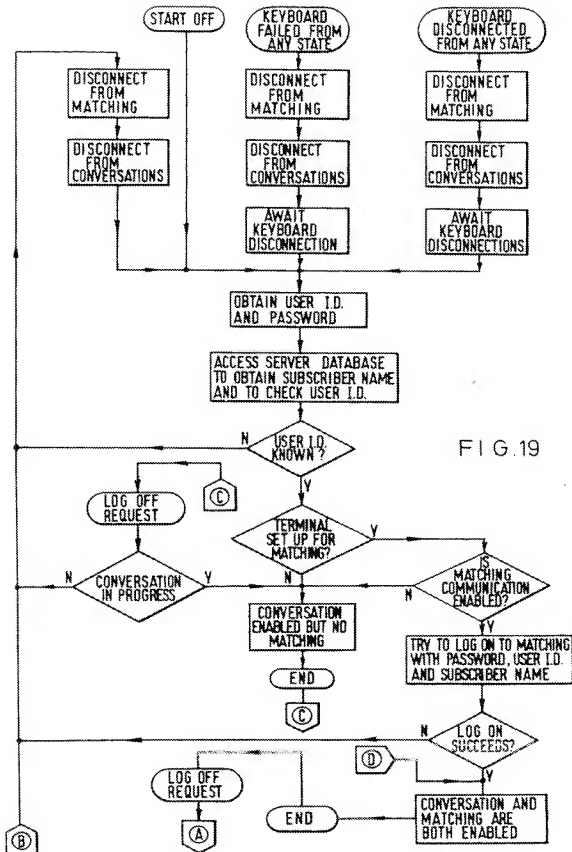 START OFF
KEYBOARD
FAILED FROM
ANY STATE
KEYBOARD
DISCONNECTED
FROM ANY STATE
DISCONNECT
FROM
MATCHING
DISCONNECT
FROM
MATCHING
DISCONNECT
FROM
MATCHING
DISCONNECT
FROM
CONVERSATIONS
DISCONNECT
FROM
CONVERSATIONS
DISCONNECT
FROM
CONVERSATIONS
AWAIT
KEYBOARD
DISCONNECTION
AWAIT
KEYBOARD
DISCONNECTIONS
OBTAIN USER I.D.
AND PASSWORD
ACCESS SERVER DATABASE
TO OBTAIN SUBSCRIBER NAME
AND TO CHECK USER I.D.
N
USER I.D.
KNOWN ?
Y
FIG.19
C
LOG OFF
REQUEST
TERMINAL
SET UP FOR
MATCHING?
Y
N
N
CONVERSATION
IN PROGRESS
Y
IS
MATCHING
COMMUNICATION
ENABLED?
N
Y
CONVERSATION
ENABLED BUT NO
MATCHING
TRY TO LOG ON TO MATCHING
WITH PASSWORD, USER I.D.
AND SUBSCRIBER NAME
END
C
N
LOG ON
SUCCEEDS?
Y
D
LOG OFF
REQUEST
END
CONVERSATION AND
MATCHING ARE
BOTH ENABLED
A
B